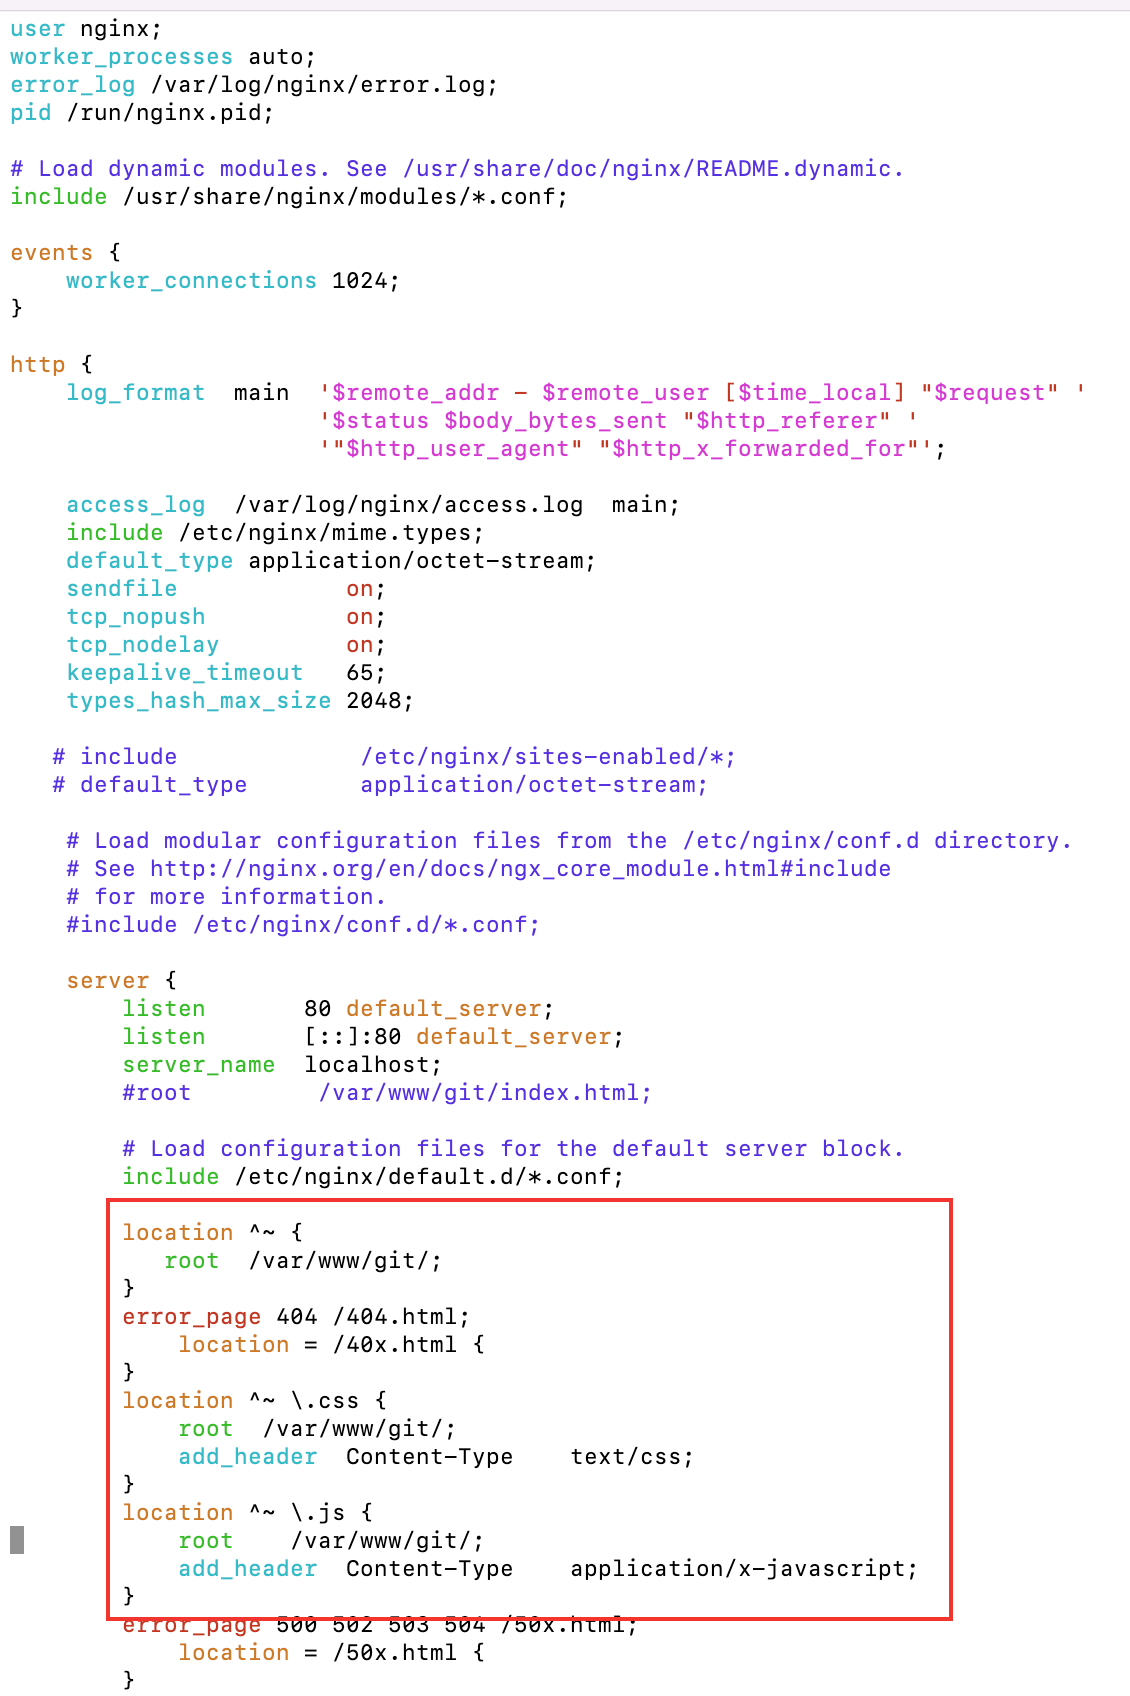 user nginx;
worker_processes auto;
error_log /var/log/nginx/error.log;
pid /run/nginx.pid;
# Load dynamic modules. See /usr/share/doc/nginx/README.dynamic.
include /usr/share/nginx/modules/*.conf;
events {
worker_connections 1024;
}
http {
log_format  main  '$remote_addr - $remote_user [$time_local] "$request" '
'$status $body_bytes_sent "$http_referer" '
'"$http_user_agent" "$http_x_forwarded_for"';
access_log  /var/log/nginx/access.log  main;
include /etc/nginx/mime.types;
default_type application/octet-stream;
sendfile            on;
tcp_nopush          on;
tcp_nodelay         on;
keepalive_timeout   65;
types_hash_max_size 2048;
# include             /etc/nginx/sites-enabled/*;
# default_type        application/octet-stream;
# Load modular configuration files from the /etc/nginx/conf.d directory.
# See http://nginx.org/en/docs/ngx_core_module.html#include
# for more information.
#include /etc/nginx/conf.d/*.conf;
server {
listen       80 default_server;
listen       [::]:80 default_server;
server_name  localhost;
#root         /var/www/git/index.html;
# Load configuration files for the default server block.
include /etc/nginx/default.d/*.conf;
location ^~ {
root  /var/www/git/;
}
error_page 404 /404.html;
location = /40x.html {
}
location ^~ \.css {
root  /var/www/git/;
add_header  Content-Type    text/css;
}
location ^~ \.js {
root    /var/www/git/;
add_header  Content-Type    application/x-javascript;
}
error_page 500 502 503 504 /50x.html;
location = /50x.html {
}